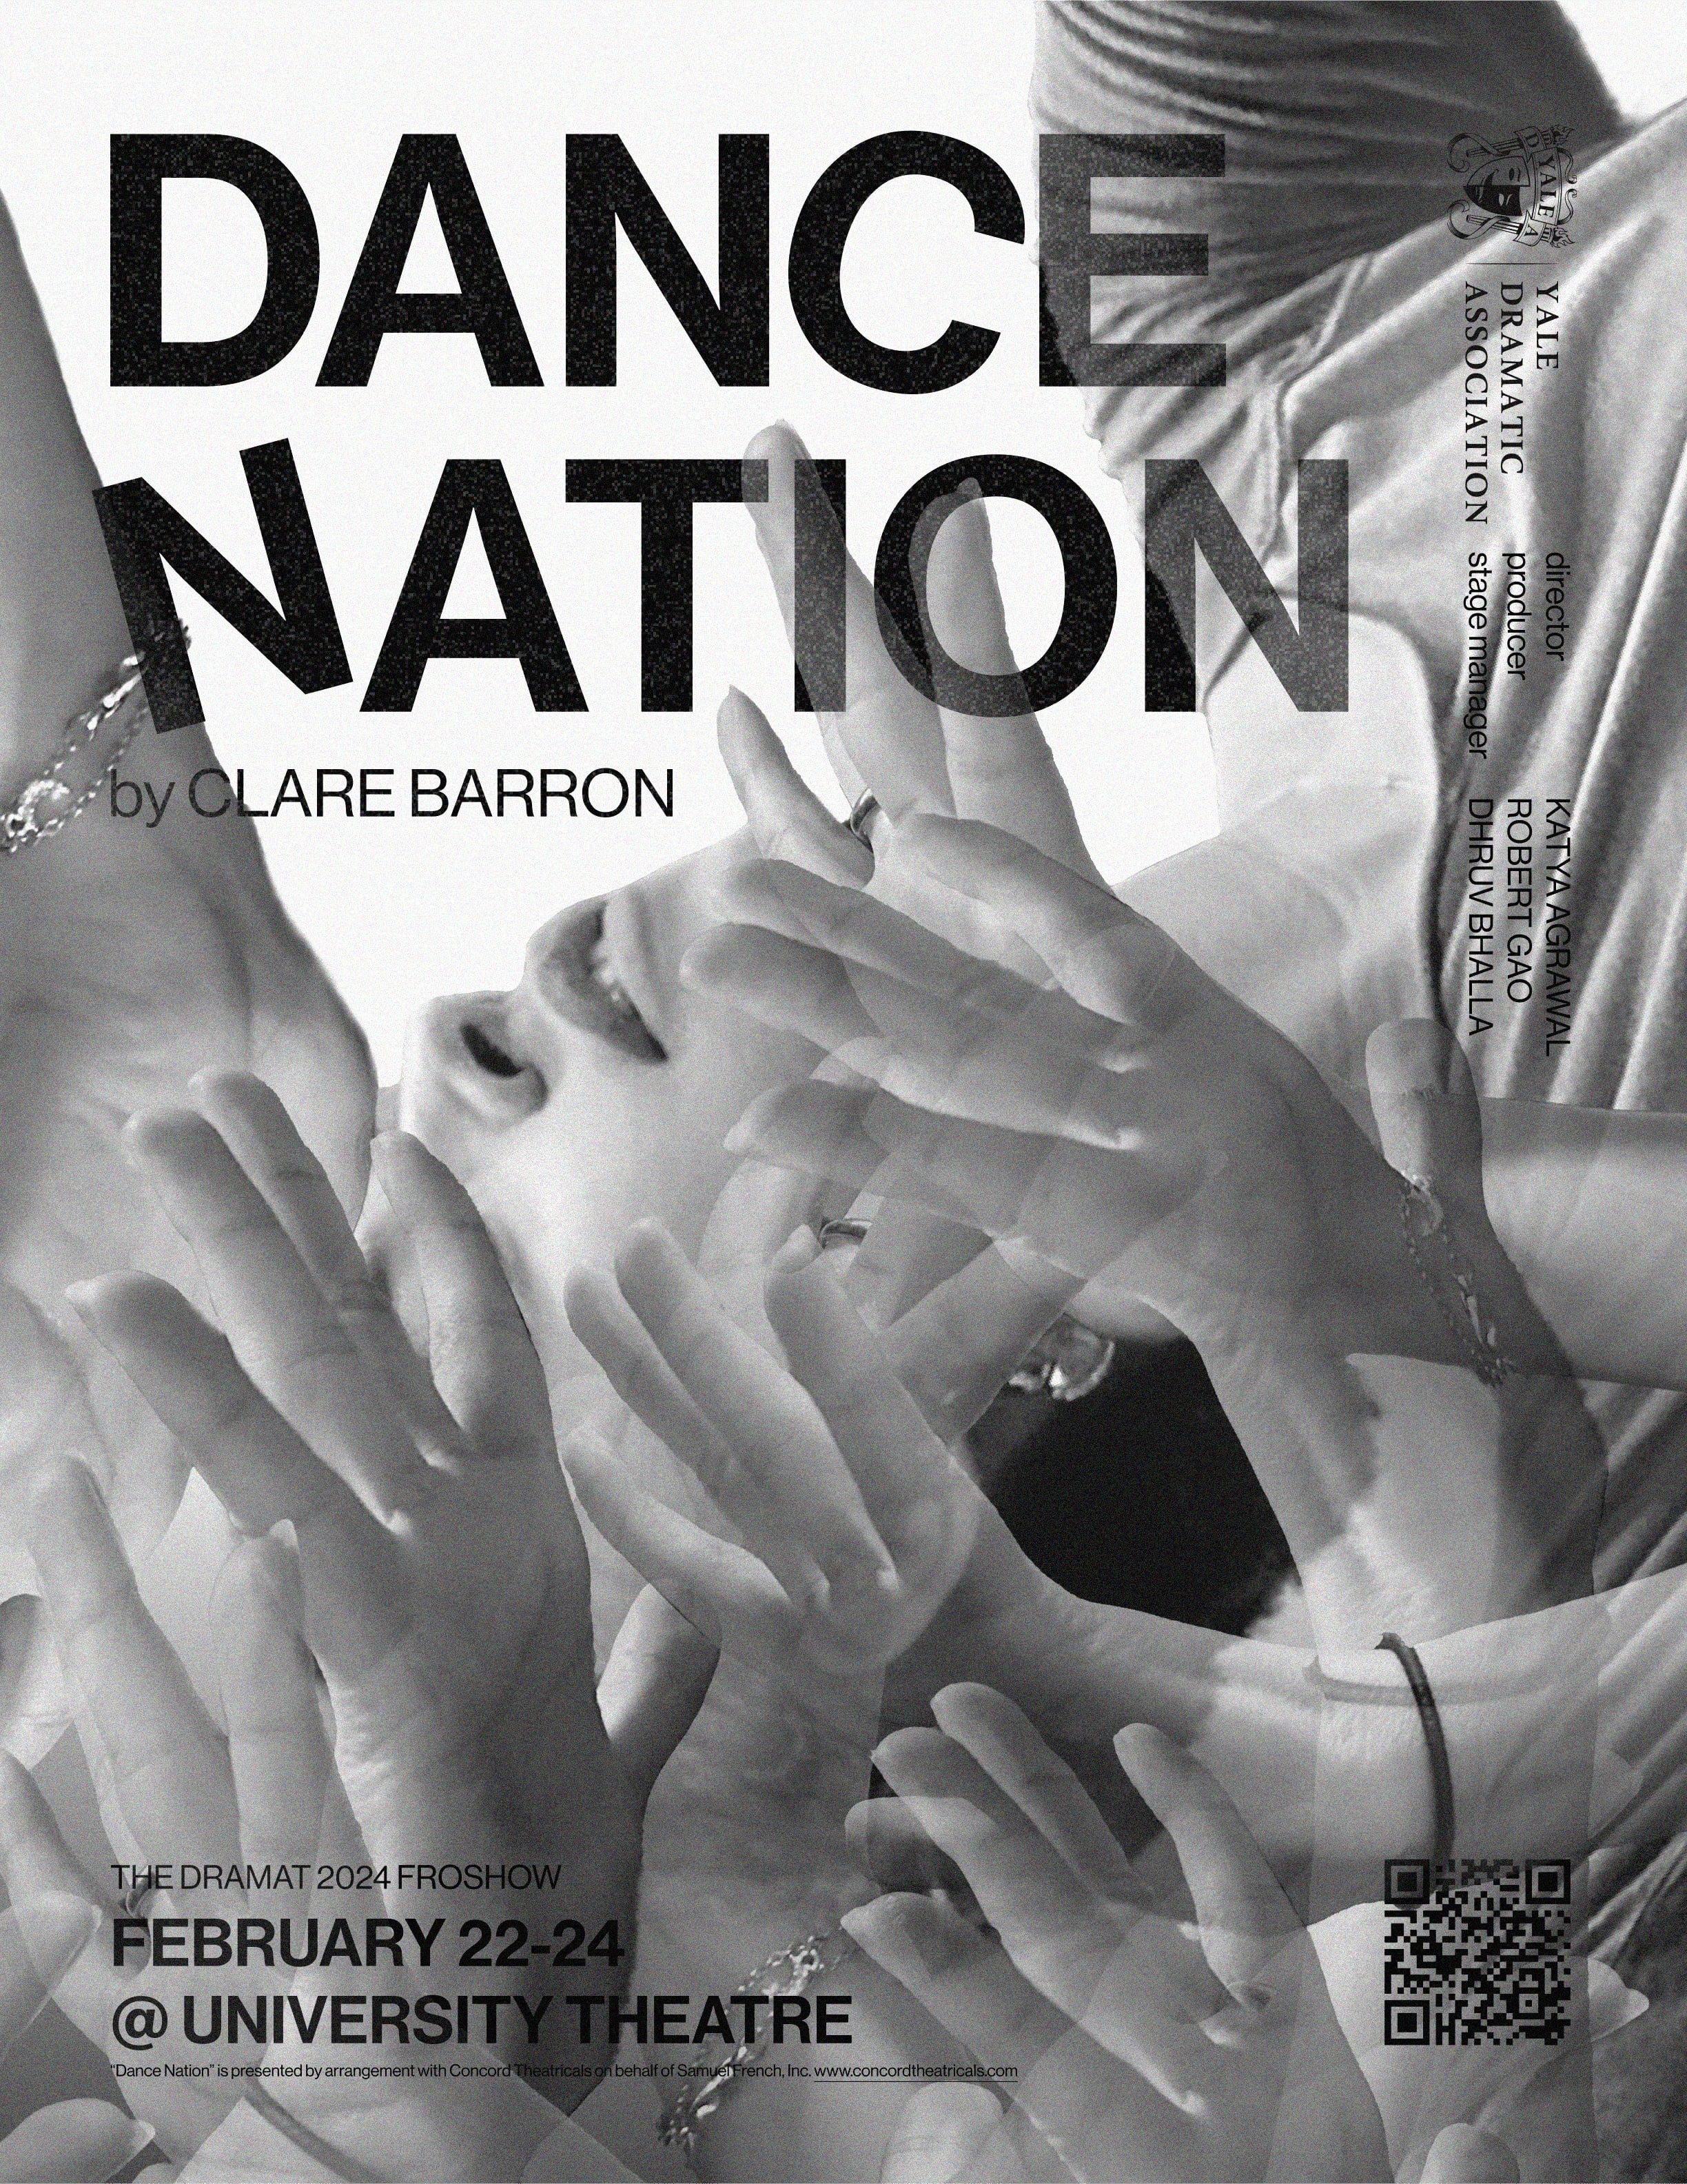 DANCE
NATION
by CLARE BARRON
D YALE A
YALE
DRAMATIC
ASSOCIATION
director KATYA AGRAWAL
producer ROBERT GAO
stage manager DHRUV BHALLA
THE DRAMAT 2024 FROSHOW
FEBRUARY 22-24
@ UNIVERSITY THEATRE
"Dance Nation" is presented by arrangement with Concord Theatricals on behalf of Samuel French, Inc. www.concordtheatricals.com